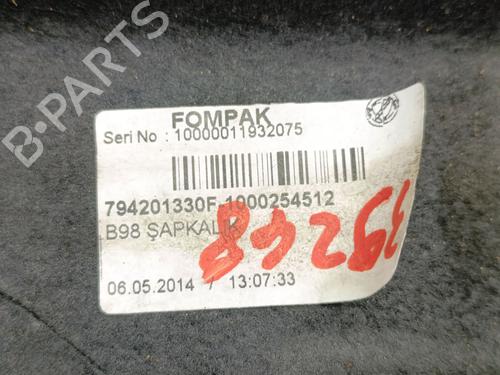 FOMPAK
Seri No : 10000011932075
794201330F-1000254512
B98 ŞAPKALIK
39268
06.05.2014 / 13:07:33
B-PARTS